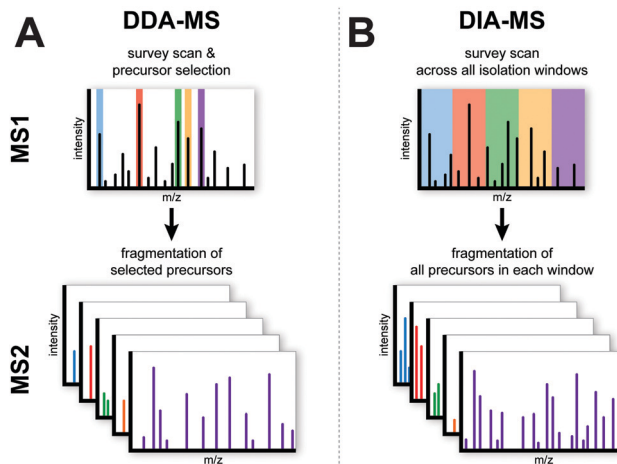 A
DDA-MS
survey scan &
precursor selection
MS1
intensity
m/z
fragmentation of
selected precursors
MS2
intensity
m/z
B
DIA-MS
survey scan
across all isolation windows
intensity
m/z
fragmentation of
all precursors in each window
intensity
m/z